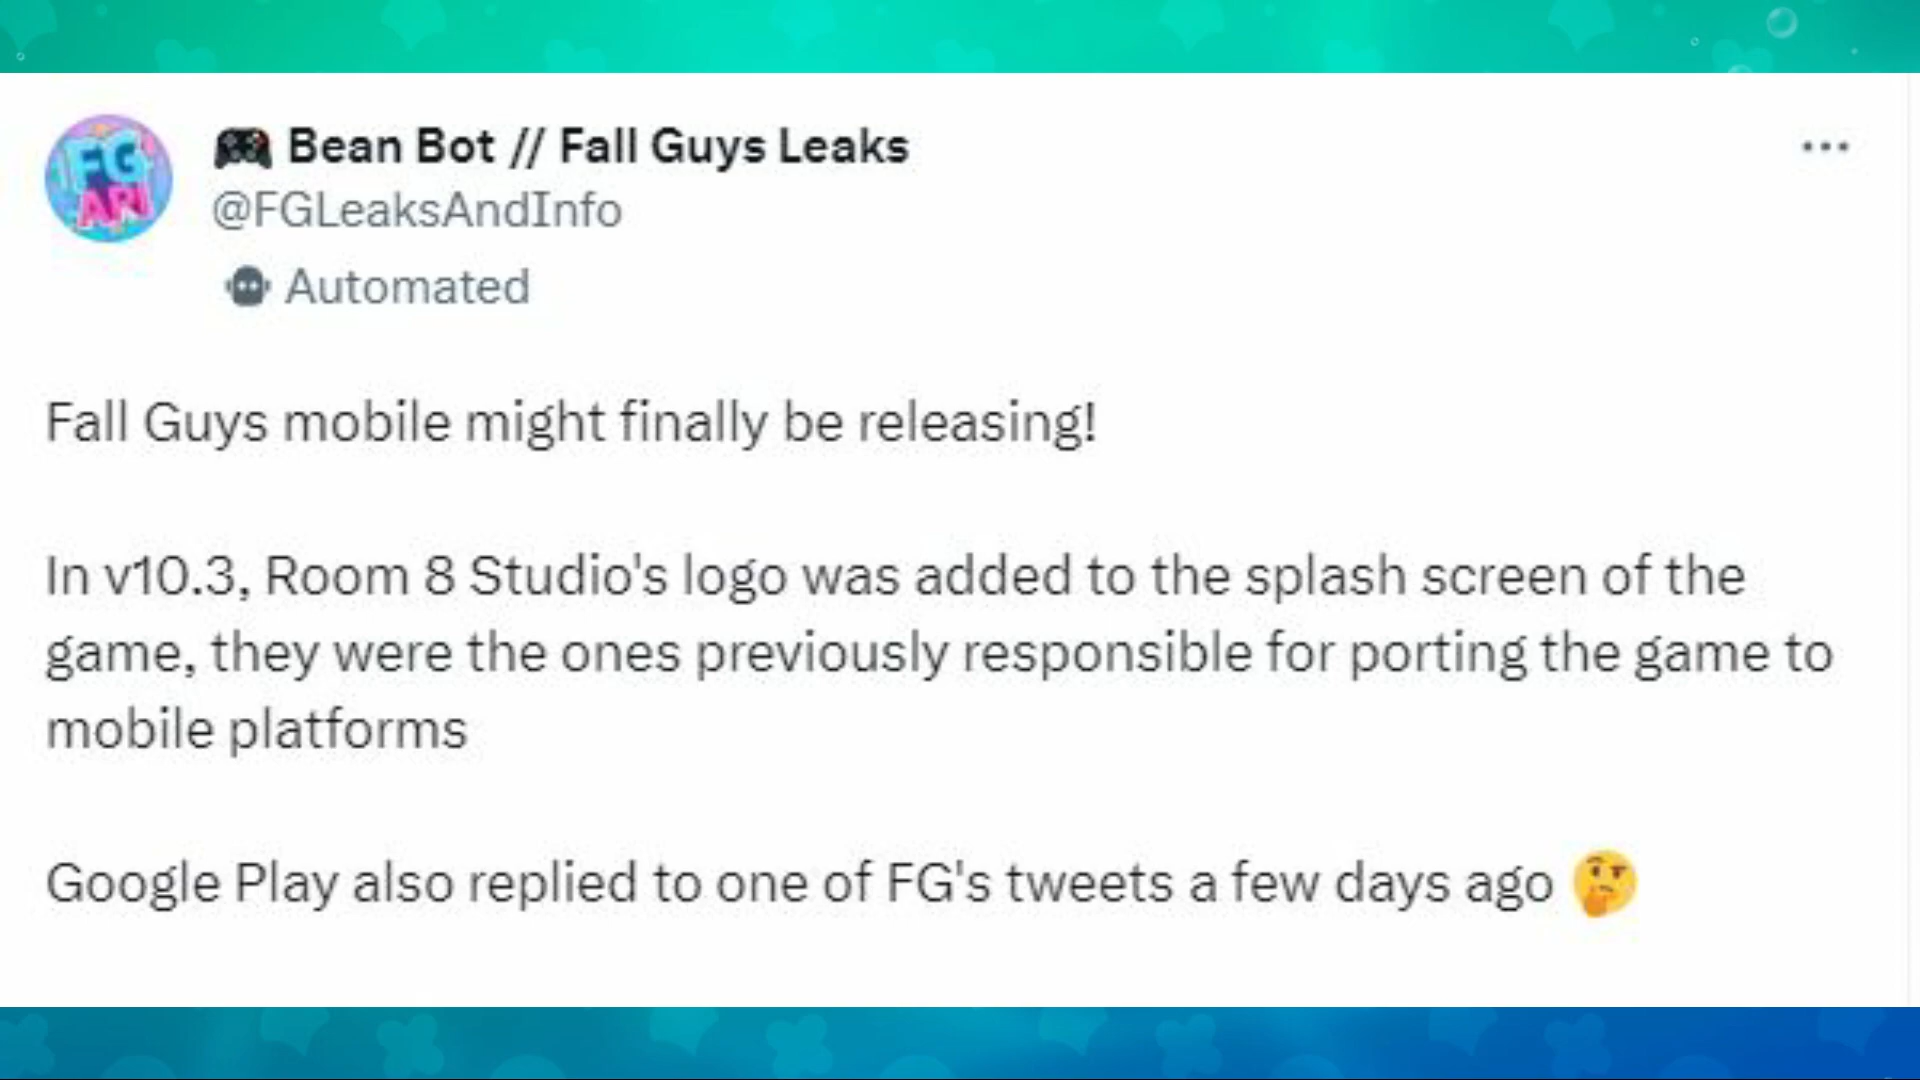 FG
API
🎮 Bean Bot // Fall Guys Leaks
@FGLeaksAndInfo
Automated
Fall Guys mobile might finally be releasing!
In v10.3, Room 8 Studio's logo was added to the splash screen of the
game, they were the ones previously responsible for porting the game to
mobile platforms
Google Play also replied to one of FG's tweets a few days ago 🤔